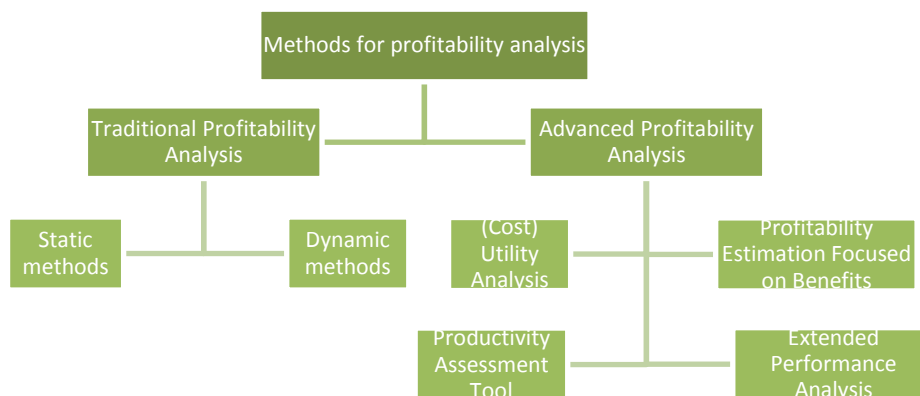 Methods for profitability analysis
Traditional Profitability
Analysis
Advanced Profitability
Analysis
Static
methods
Dynamic
methods
(Cost)
Utility
Analysis
Profitability
Estimation Focused
on Benefits
Productivity
Assessment
Tool
Extended
Performance
Analysis